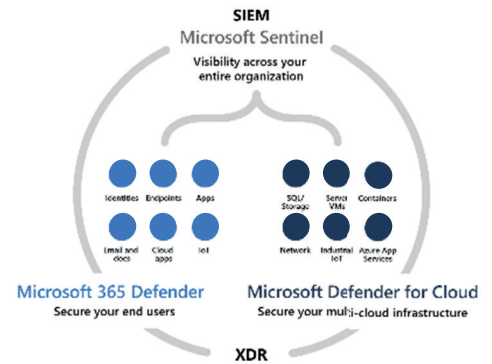 SIEM
Microsoft Sentinel
Visibility across your
entire organization
Identities Endpoints Apps
SQL/
Storage
Server
VMs
Containers
Email and
docs
Cloud
apps
IoT
Network
Industrial
IoT
Azure App
Services
Microsoft 365 Defender
Secure your end users
Microsoft Defender for Cloud
Secure your multi-cloud infrastructure
XDR